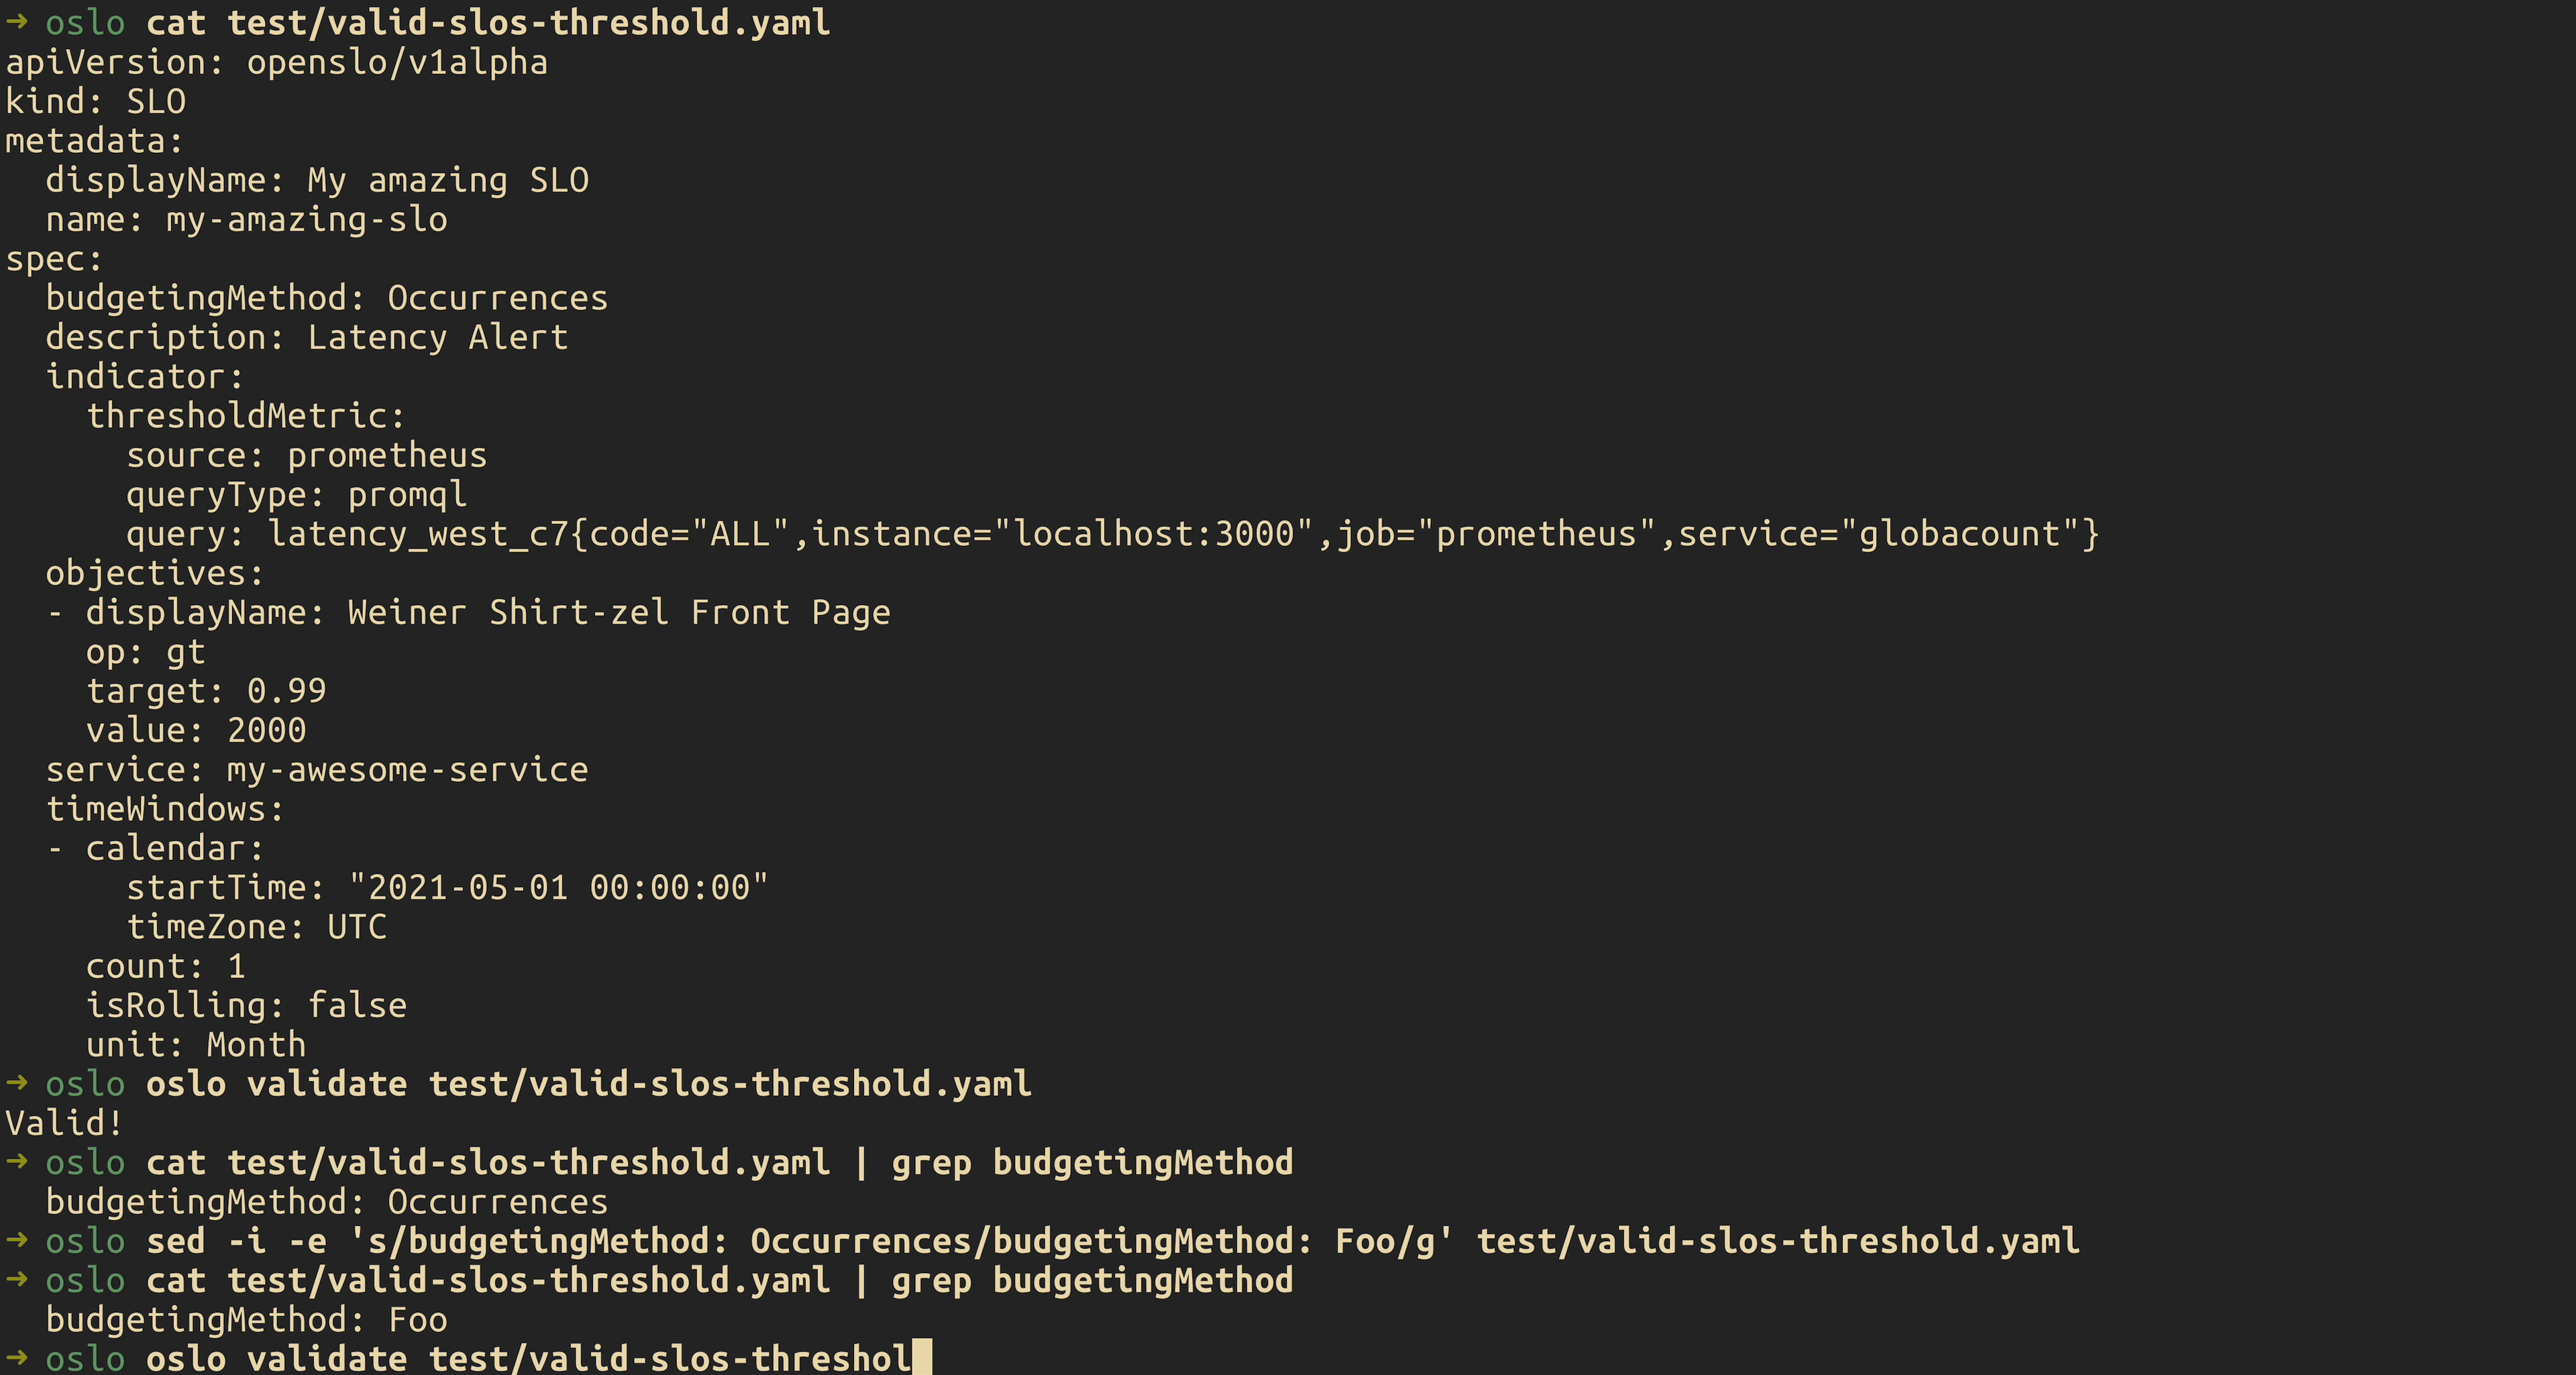 ➜ oslo cat test/valid-slos-threshold.yaml
apiVersion: openslo/v1alpha
kind: SLO
metadata:
  displayName: My amazing SLO
  name: my-amazing-slo
spec:
  budgetingMethod: Occurrences
  description: Latency Alert
  indicator:
    thresholdMetric:
      source: prometheus
      queryType: promql
      query: latency_west_c7{code="ALL",instance="localhost:3000",job="prometheus",service="globacount"}
  objectives:
  - displayName: Weiner Shirt-zel Front Page
    op: gt
    target: 0.99
    value: 2000
  service: my-awesome-service
  timeWindows:
  - calendar:
      startTime: "2021-05-01 00:00:00"
      timeZone: UTC
    count: 1
    isRolling: false
    unit: Month
➜ oslo oslo validate test/valid-slos-threshold.yaml
Valid!
➜ oslo cat test/valid-slos-threshold.yaml | grep budgetingMethod
  budgetingMethod: Occurrences
➜ oslo sed -i -e 's/budgetingMethod: Occurrences/budgetingMethod: Foo/g' test/valid-slos-threshold.yaml
➜ oslo cat test/valid-slos-threshold.yaml | grep budgetingMethod
  budgetingMethod: Foo
➜ oslo oslo validate test/valid-slos-threshol